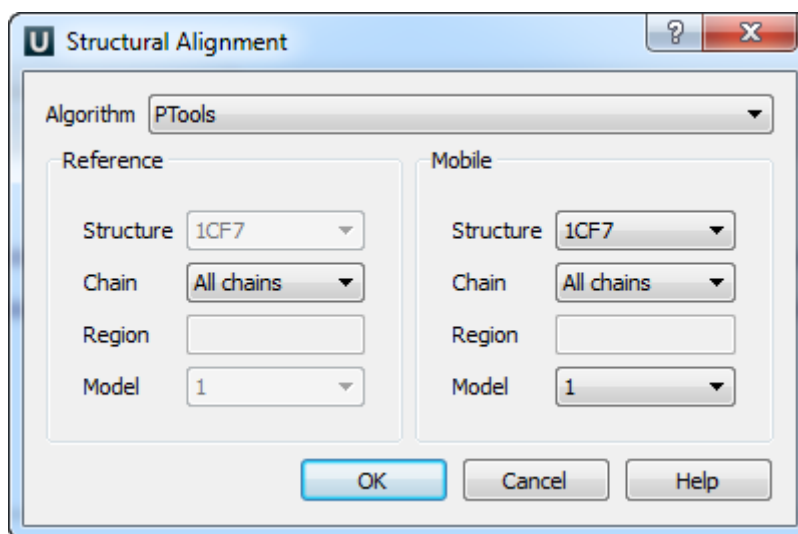 U Structural Alignment ? X
Algorithm PTools
Reference
Structure 1CF7
Chain All chains
Region
Model 1
Mobile
Structure 1CF7
Chain All chains
Region
Model 1
OK Cancel Help